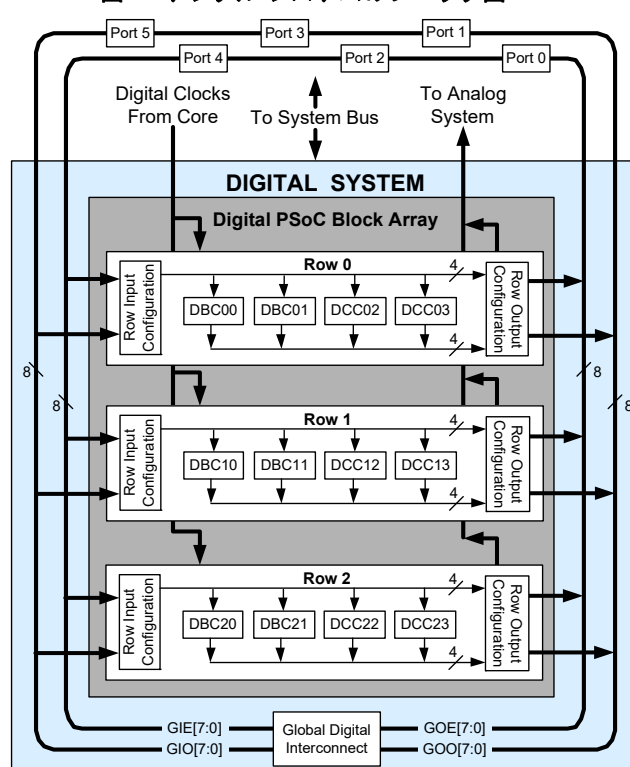 Port 5
Port 3
Port 1
Port 4
Port 2
Port 0
Digital Clocks
From Core
To System Bus
To Analog
System
DIGITAL SYSTEM
Digital PSoC Block Array
Row 0
4
Row Input
Configuration
DBC00
DBC01
DCC02
DCC03
4
Row Output
Configuration
8
8
8
8
Row 1
4
Row Input
Configuration
DBC10
DBC11
DCC12
DCC13
4
Row Output
Configuration
Row 2
4
Row Input
Configuration
DBC20
DBC21
DCC22
DCC23
4
Row Output
Configuration
GIE[7:0]
GIO[7:0]
Global Digital
Interconnect
GOE[7:0]
GOO[7:0]